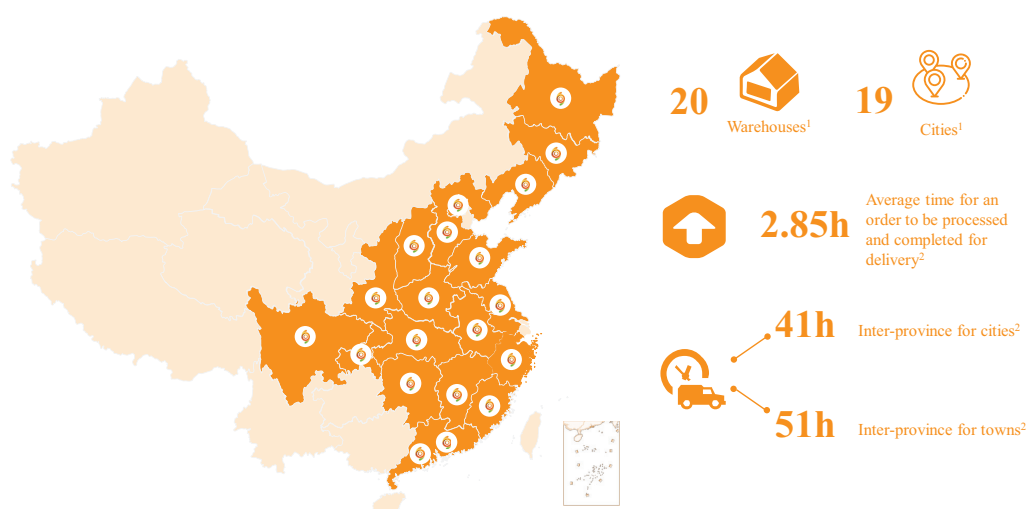 20
Warehouses¹
19
Cities¹
2.85h
Average time for an
order to be processed
and completed for
delivery²
41h
Inter-province for cities²
51h
Inter-province for towns²